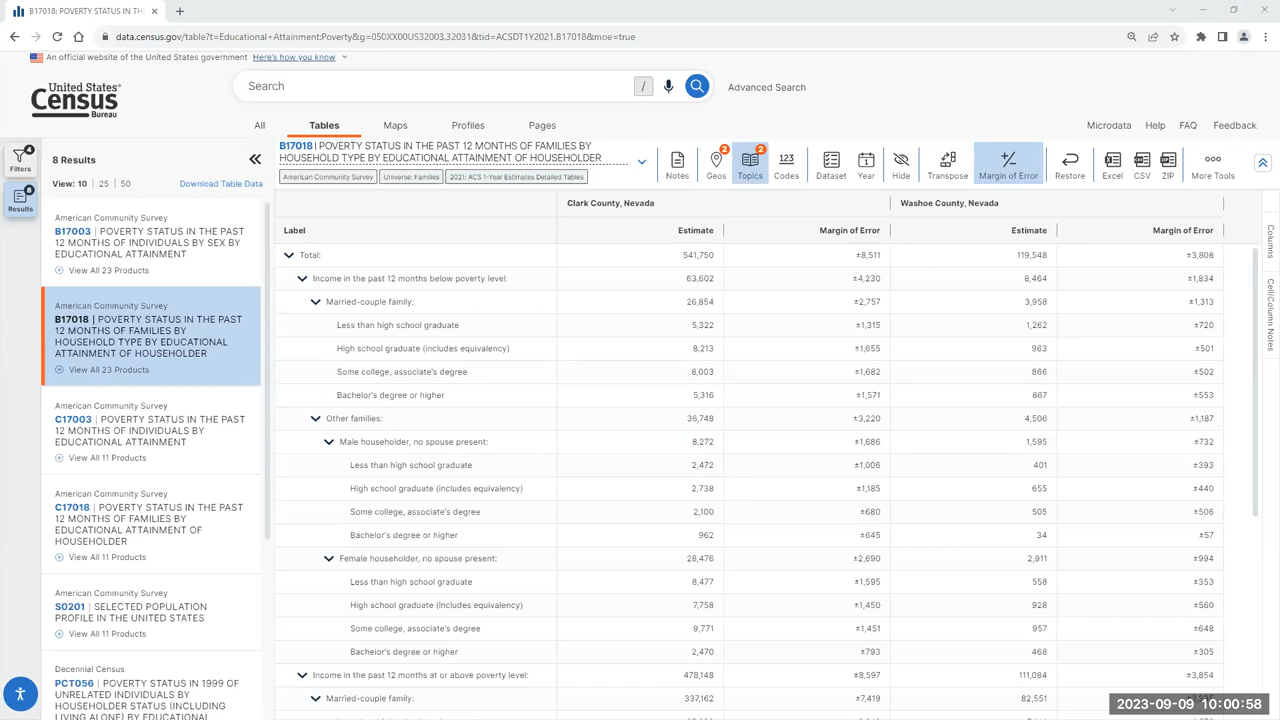 B17018: POVERTY STATUS IN TH
data.census.gov/table?t=Educational+Attainment:Poverty&g=050XX00US32003,32031&tid=ACSDT1Y2021.B17018&moe=true
An official website of the United States government Here's how you know
United States
Census
Bureau
Search /
Advanced Search
All Tables Maps Profiles Pages
Microdata Help FAQ Feedback
4
Filters
8
Results
8 Results
View: 10 | 25 | 50 Download Table Data
American Community Survey
B17003 | POVERTY STATUS IN THE PAST
12 MONTHS OF INDIVIDUALS BY SEX BY
EDUCATIONAL ATTAINMENT
View All 23 Products
American Community Survey
B17018 | POVERTY STATUS IN THE PAST
12 MONTHS OF FAMILIES BY
HOUSEHOLD TYPE BY EDUCATIONAL
ATTAINMENT OF HOUSEHOLDER
View All 23 Products
American Community Survey
C17003 | POVERTY STATUS IN THE PAST
12 MONTHS OF INDIVIDUALS BY
EDUCATIONAL ATTAINMENT
View All 11 Products
American Community Survey
C17018 | POVERTY STATUS IN THE PAST
12 MONTHS OF FAMILIES BY
EDUCATIONAL ATTAINMENT OF
HOUSEHOLDER
View All 11 Products
American Community Survey
S0201 | SELECTED POPULATION
PROFILE IN THE UNITED STATES
View All 11 Products
Decennial Census
PCT056 | POVERTY STATUS IN 1999 OF
UNRELATED INDIVIDUALS BY
HOUSEHOLD STATUS (INCLUDING
LIVING ALONE) BY EDUCATIONAL
B17018 | POVERTY STATUS IN THE PAST 12 MONTHS OF FAMILIES BY
HOUSEHOLD TYPE BY EDUCATIONAL ATTAINMENT OF HOUSEHOLDER
American Community Survey Universe: Families 2021: ACS 1-Year Estimates Detailed Tables
2 2 123
Notes Geos Topics Codes Dataset Year Hide Transpose Margin of Error Restore Excel CSV ZIP More Tools
Clark County, Nevada Washoe County, Nevada
Label Estimate Margin of Error Estimate Margin of Error
Total: 541,750 ±8,511 119,548 ±3,808
Income in the past 12 months below poverty level: 63,602 ±4,230 8,464 ±1,834
Married-couple family: 26,854 ±2,757 3,958 ±1,313
Less than high school graduate 5,322 ±1,315 1,262 ±720
High school graduate (includes equivalency) 8,213 ±1,655 963 ±501
Some college, associate's degree 8,003 ±1,682 866 ±502
Bachelor's degree or higher 5,316 ±1,571 867 ±553
Other families: 36,748 ±3,220 4,506 ±1,187
Male householder, no spouse present: 8,272 ±1,686 1,595 ±732
Less than high school graduate 2,472 ±1,006 401 ±393
High school graduate (includes equivalency) 2,738 ±1,185 655 ±440
Some college, associate's degree 2,100 ±680 505 ±506
Bachelor's degree or higher 962 ±645 34 ±57
Female householder, no spouse present: 28,476 ±2,690 2,911 ±994
Less than high school graduate 8,477 ±1,595 558 ±353
High school graduate (includes equivalency) 7,758 ±1,450 928 ±560
Some college, associate's degree 9,771 ±1,451 957 ±648
Bachelor's degree or higher 2,470 ±793 468 ±305
Income in the past 12 months at or above poverty level: 478,148 ±8,597 111,084 ±3,854
Married-couple family: 337,162 ±7,419 82,551
Columns
Cell/Column Notes
2023-09-09 10:00:58